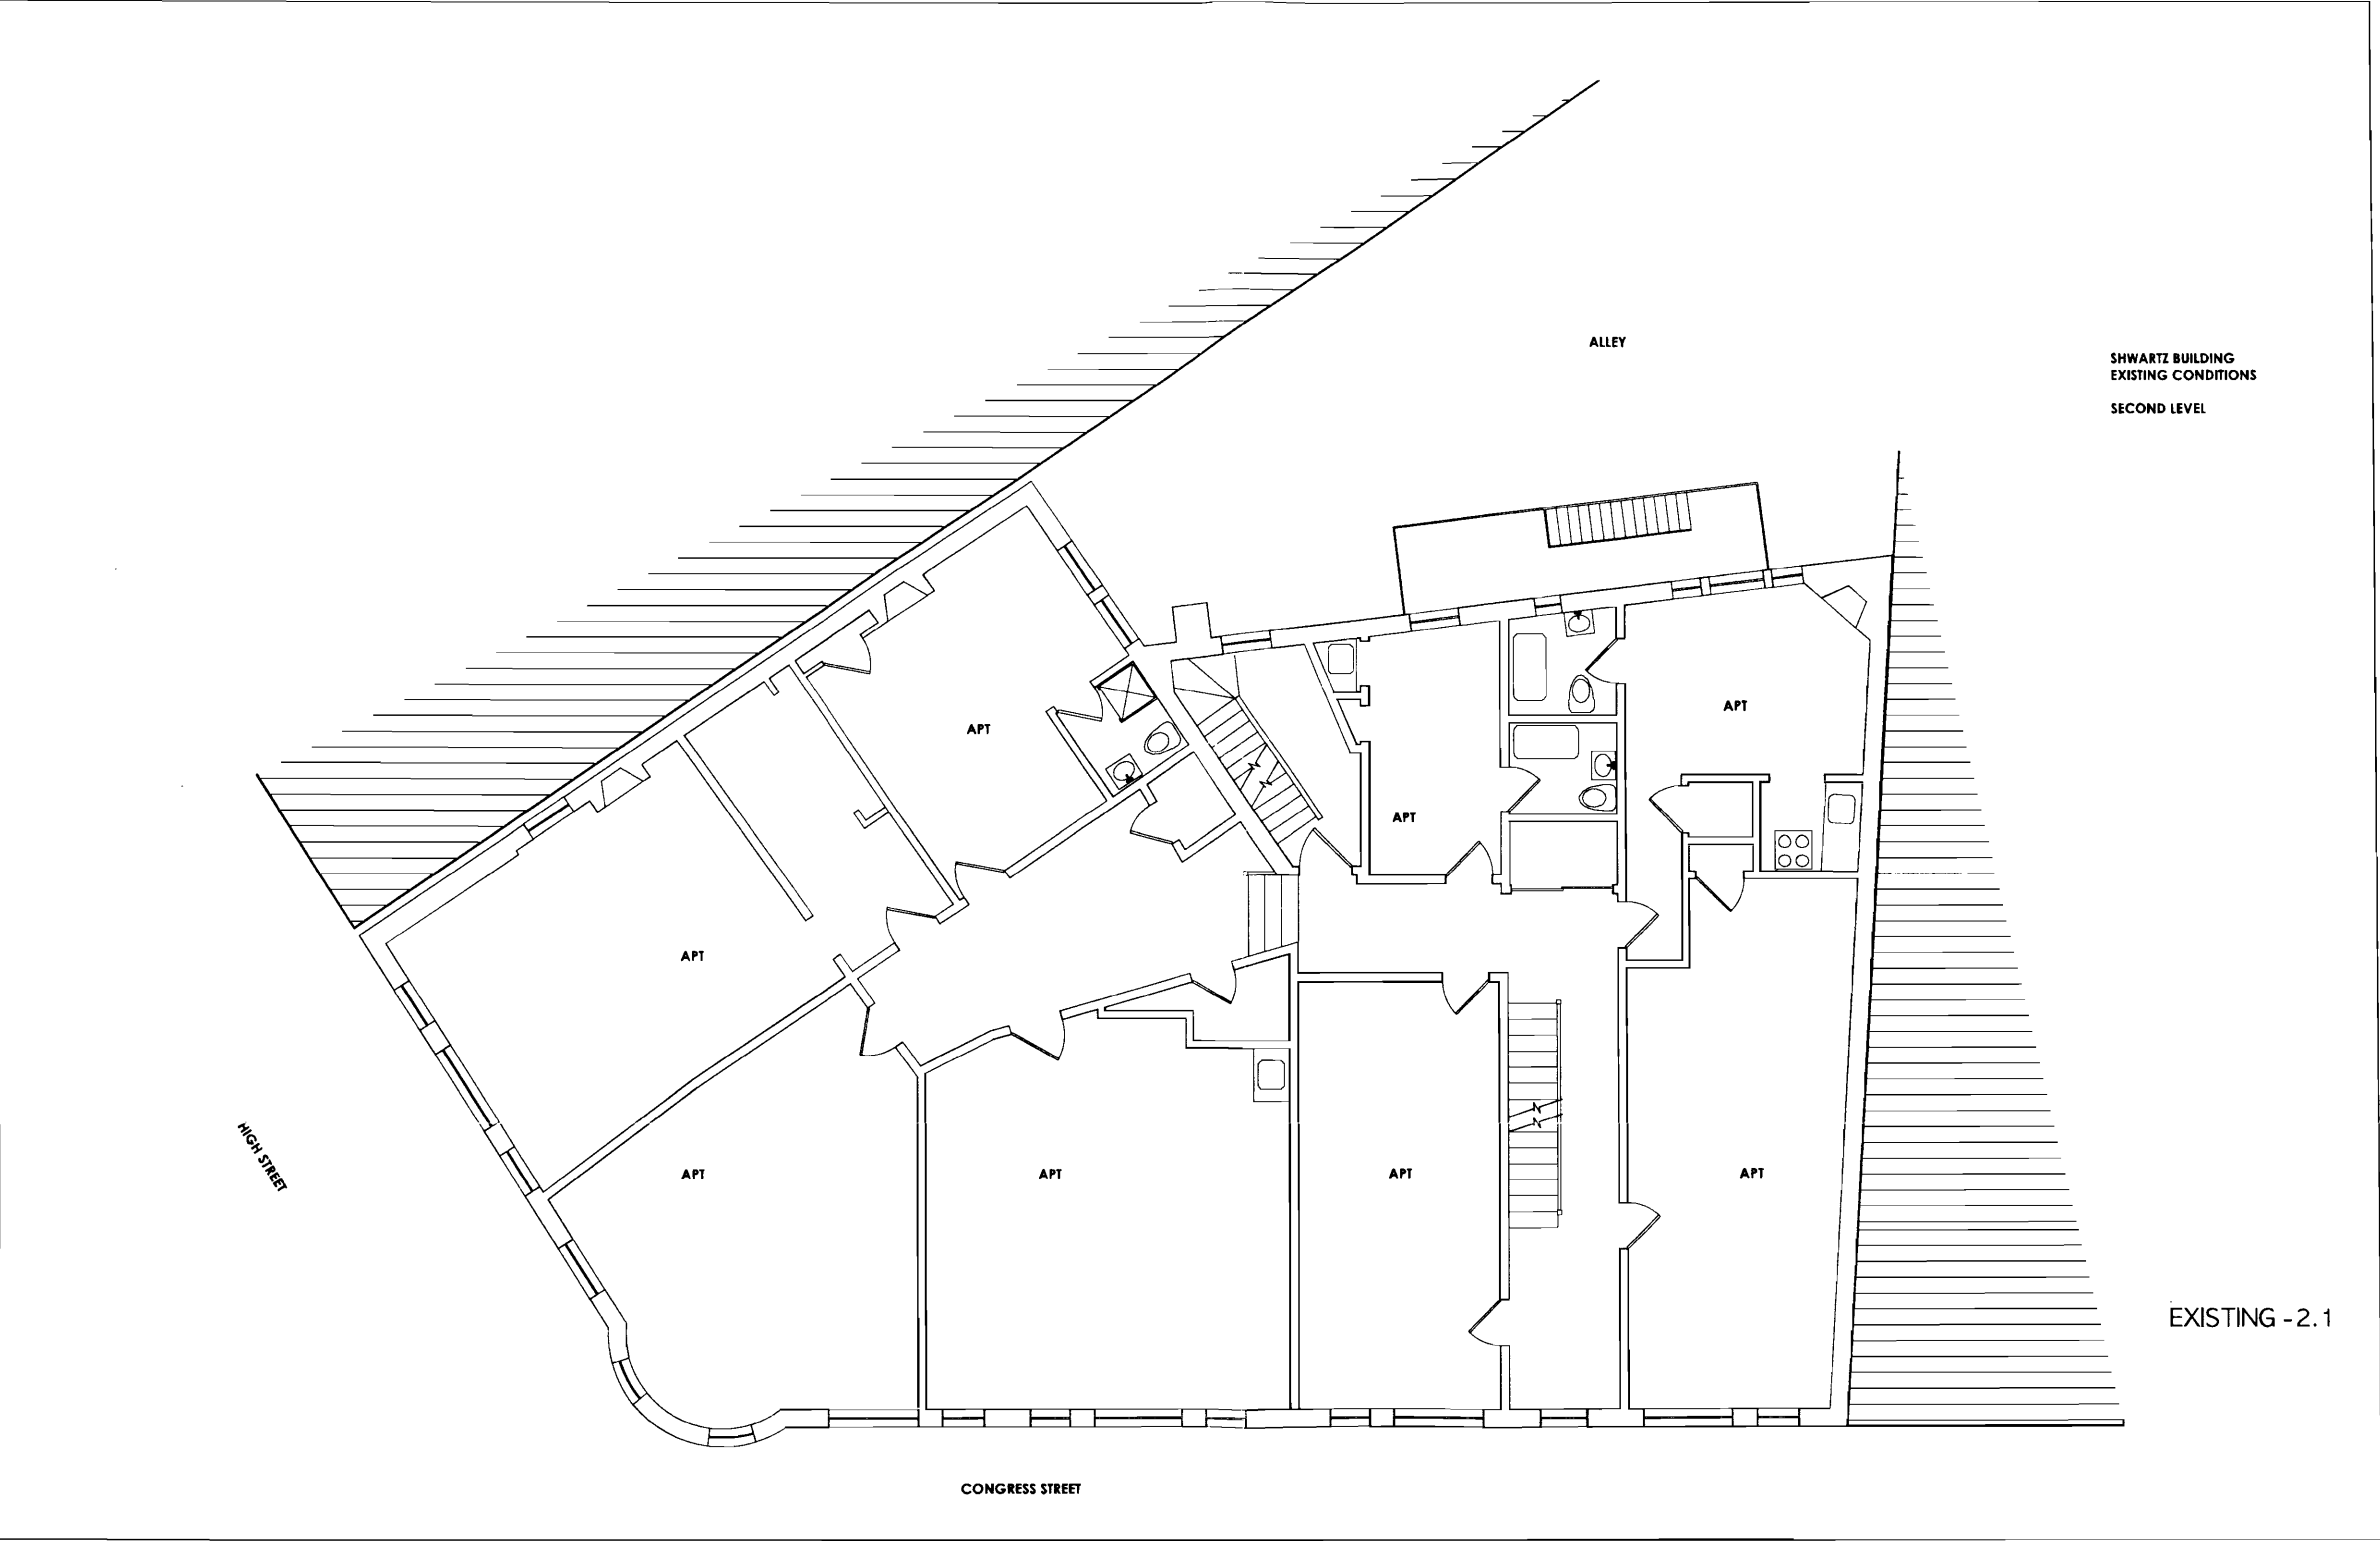 ALLEY
SHWARTZ BUILDING
EXISTING CONDITIONS
SECOND LEVEL
APT
APT
APT
APT
HIGH STREET
APT
APT
APT
APT
EXISTING -2.1
CONGRESS STREET